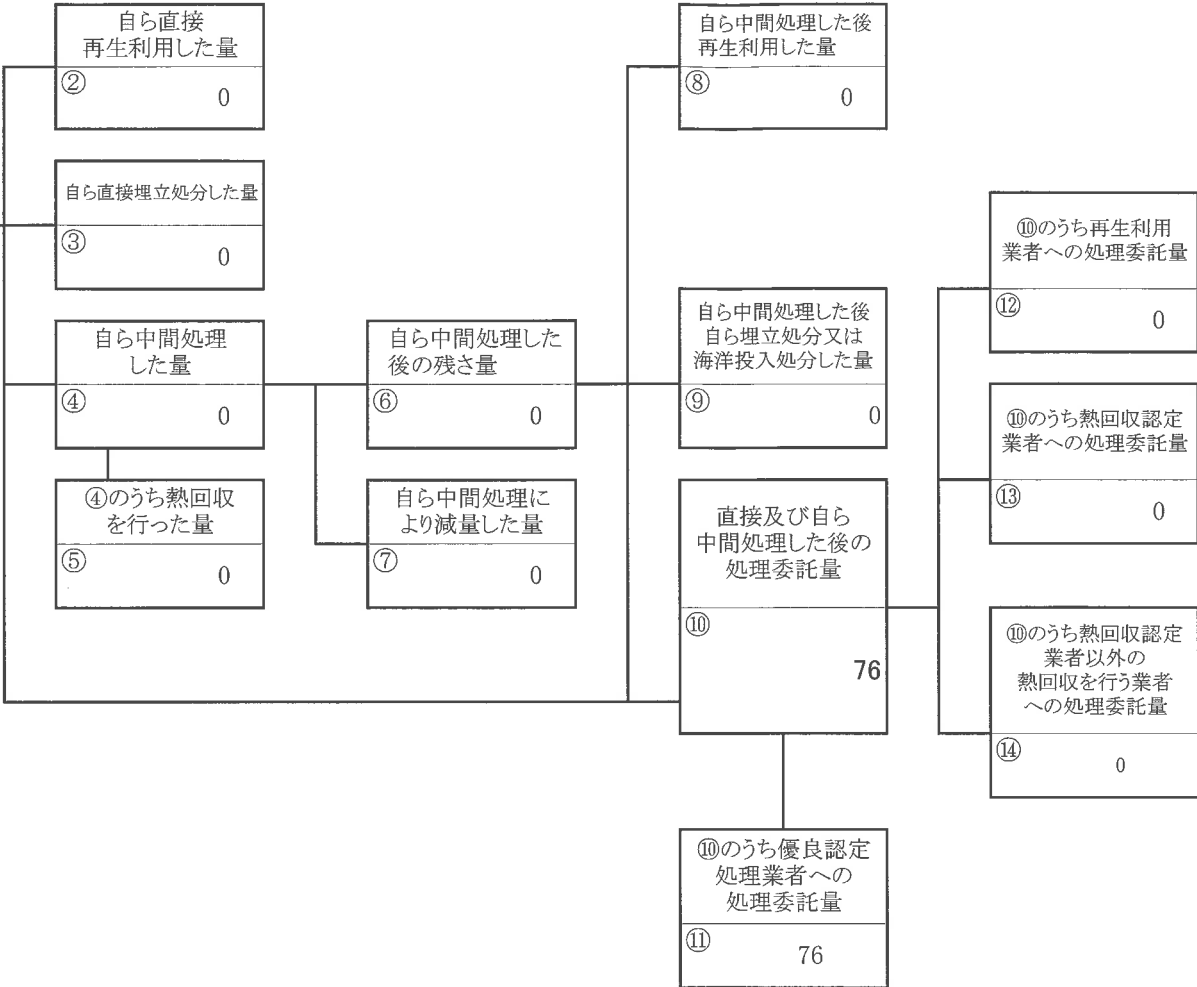 自ら直接
再生利用した量
②
0
自ら直接埋立処分した量
③
0
自ら中間処理
した量
④
0
④のうち熱回収
を行った量
⑤
0
自ら中間処理した
後の残さ量
⑥
0
自ら中間処理に
より減量した量
⑦
0
自ら中間処理した後
再生利用した量
⑧
0
自ら中間処理した後
自ら埋立処分又は
海洋投入処分した量
⑨
0
直接及び自ら
中間処理した後の
処理委託量
⑩
76
⑩のうち優良認定
処理業者への
処理委託量
⑪
76
⑩のうち再生利用
業者への処理委託量
⑫
0
⑩のうち熱回収認定
業者への処理委託量
⑬
0
⑩のうち熱回収認定
業者以外の
熱回収を行う業者
への処理委託量
⑭
0